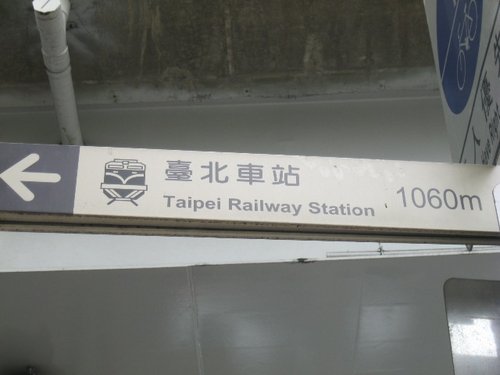 臺北車站
Taipei Railway Station
1060m